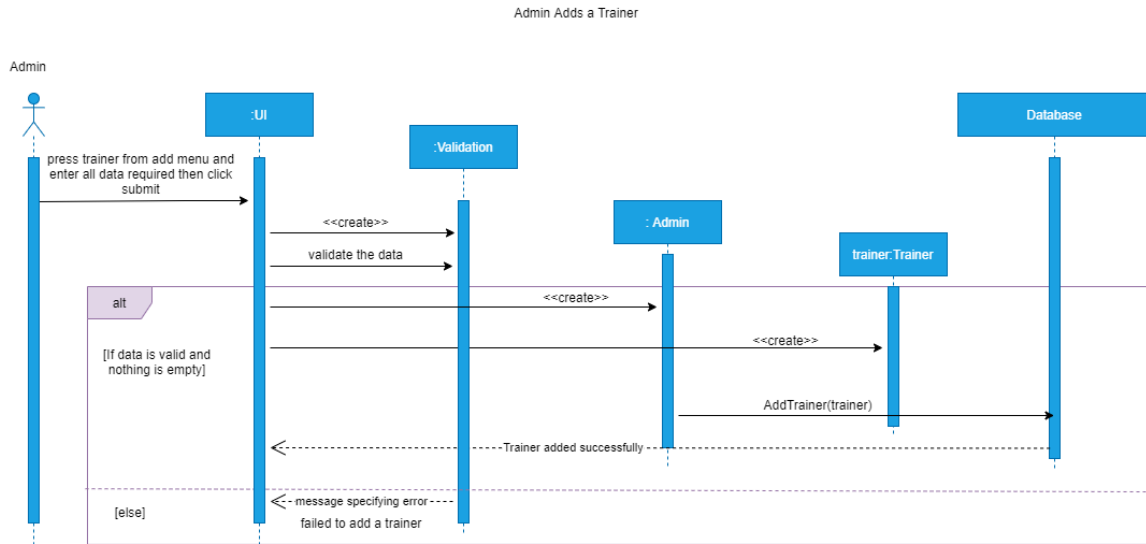 Admin Adds a Trainer
Admin
:UI
Database
:Validation
press trainer from add menu and
enter all data required then click
submit
: Admin
<<create>>
trainer:Trainer
validate the data
alt
<<create>>
[If data is valid and
nothing is empty]
<<create>>
AddTrainer(trainer)
Trainer added successfully
message specifying error
[else]
failed to add a trainer